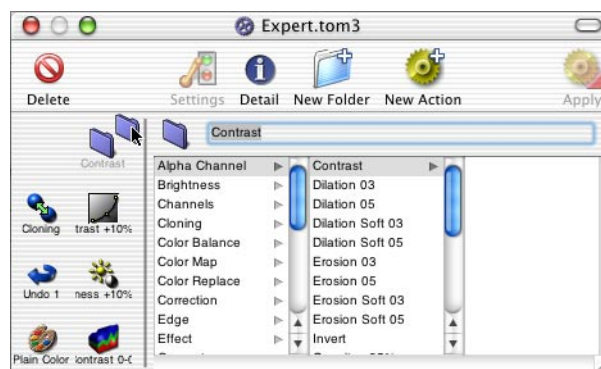 Expert.tom3
Delete
Settings
Detail
New Folder
New Action
Apply
Contrast
Contrast
Cloning
trast +10%
Undo 1
ness +10%
Plain Color
Alpha Channel
Brightness
Channels
Cloning
Color Balance
Color Map
Color Replace
Correction
Edge
Effect
Contrast
Dilation 03
Dilation 05
Dilation Soft 03
Dilation Soft 05
Erosion 03
Erosion 05
Erosion Soft 03
Erosion Soft 05
Invert